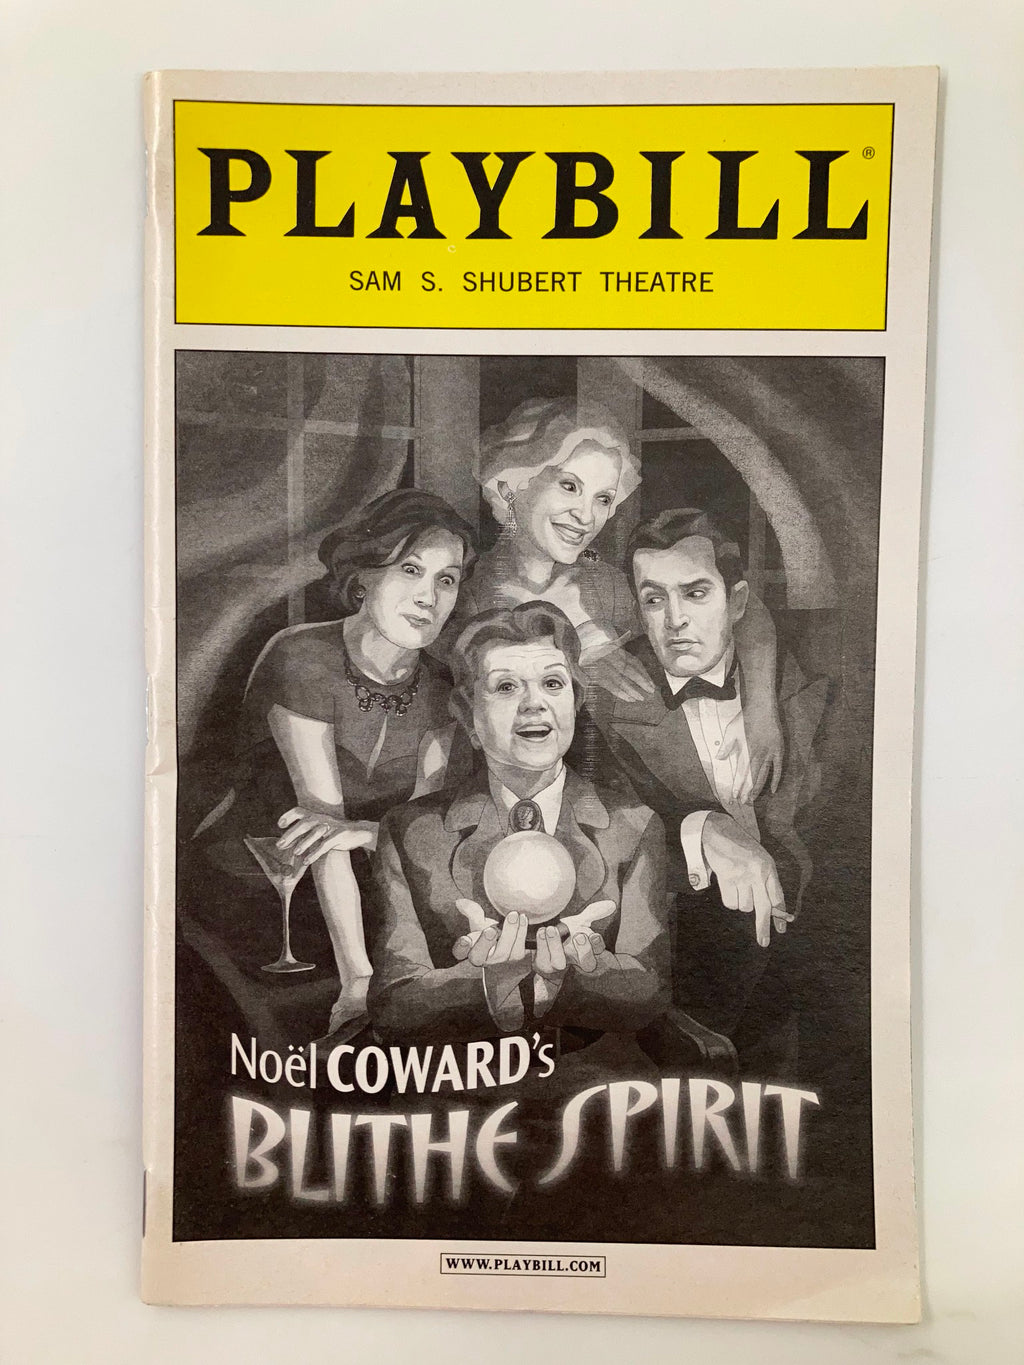 PLAYBILL®
SAM S. SHUBERT THEATRE
Noël COWARD's
BLITHE SPIRIT
WWW.PLAYBILL.COM